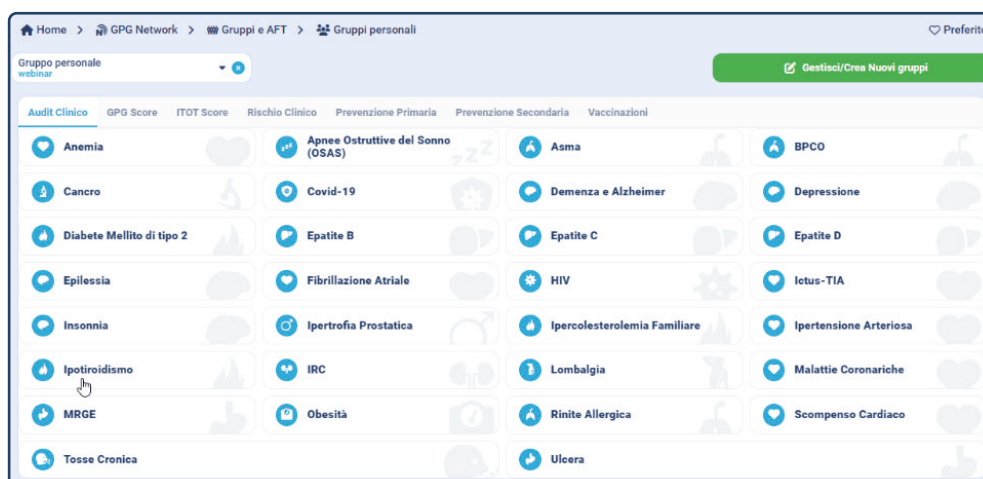 Home > GPG Network > Gruppi e AFT > Gruppi personali
Preferito
Gruppo personale
webinar
Gestisci/Crea Nuovi gruppi
Audit Clinico GPG Score ITOT Score Rischio Clinico Prevenzione Primaria Prevenzione Secondaria Vaccinazioni
Anemia
Apnee Ostruttive del Sonno
(OSAS)
Asma
BPCO
Cancro
Covid-19
Demenza e Alzheimer
Depressione
Diabete Mellito di tipo 2
Epatite B
Epatite C
Epatite D
Epilessia
Fibrillazione Atriale
HIV
Ictus-TIA
Insonnia
Ipertrofia Prostatica
Ipercolesterolemia Familiare
Ipertensione Arteriosa
Ipotiroidismo
IRC
Lombalgia
Malattie Coronariche
MRGE
Obesità
Rinite Allergica
Scompenso Cardiaco
Tosse Cronica
Ulcera